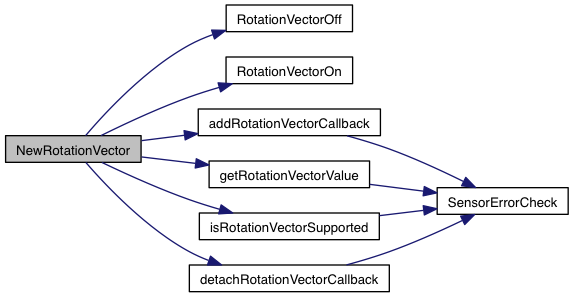 RotationVectorOff
RotationVectorOn
addRotationVectorCallback
NewRotationVector
getRotationVectorValue
SensorErrorCheck
isRotationVectorSupported
detachRotationVectorCallback